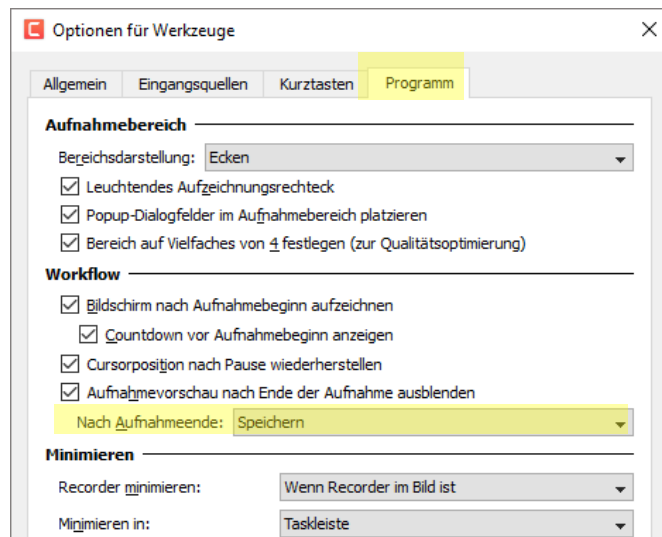 Optionen für Werkzeuge
Allgemein Eingangsquellen Kurztasten Programm
Aufnahmebereich
Bereichsdarstellung: Ecken
Leuchtendes Aufzeichnungsrechteck
Popup-Dialogfelder im Aufnahmebereich platzieren
Bereich auf Vielfaches von 4 festlegen (zur Qualitätsoptimierung)
Workflow
Bildschirm nach Aufnahmebeginn aufzeichnen
Countdown vor Aufnahmebeginn anzeigen
Cursorposition nach Pause wiederherstellen
Aufnahmevorschau nach Ende der Aufnahme ausblenden
Nach Aufnahmeende: Speichern
Minimieren
Recorder minimieren: Wenn Recorder im Bild ist
Minimieren in: Taskleiste